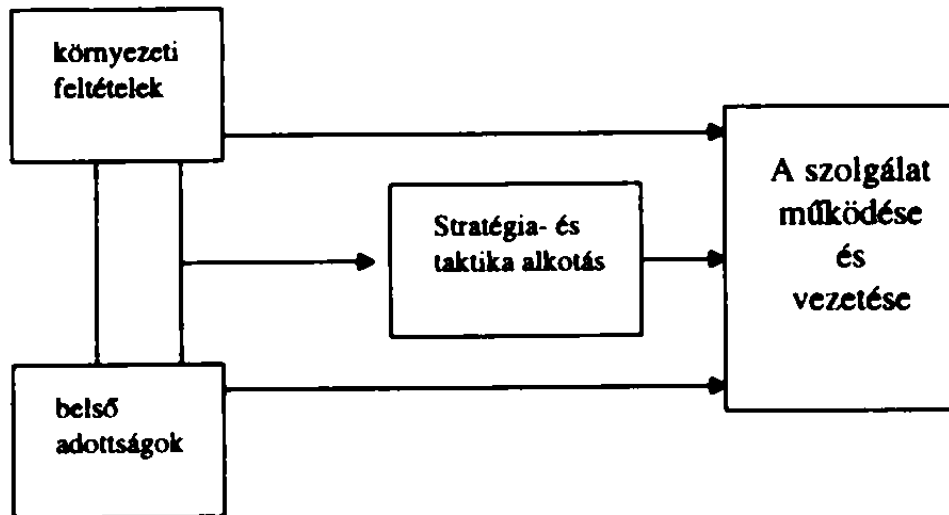 környezeti
feltételek
Stratégia- és
taktika alkotás
A szolgálat
működése
és
vezetése
belső
adottságok